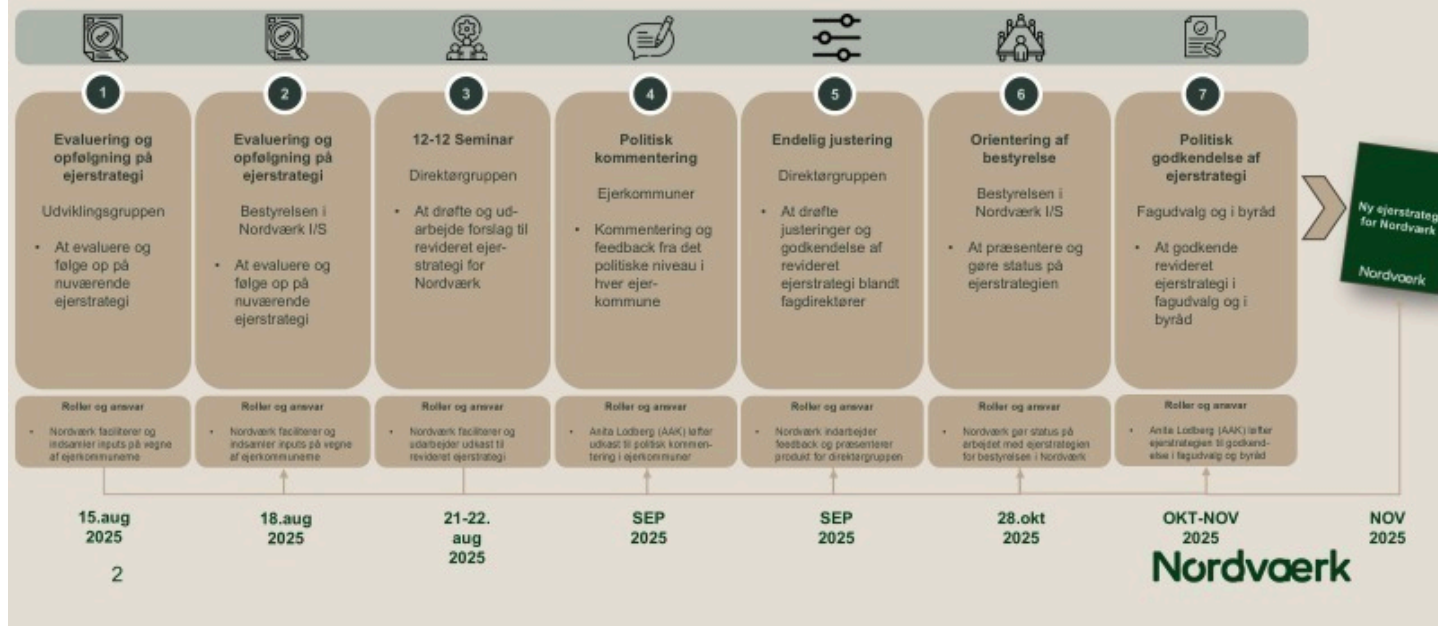 1
Evaluering og
opfølgning på
ejerstrategi
Udviklingsgruppen
• At evaluere og
følge op på
nuværende
ejerstrategi
Roller og ansvar
• Nordværk faciliterer og
indsamler inputs på vegne
af ejerkommunerne
15.aug
2025
2
Evaluering og
opfølgning på
ejerstrategi
Bestyrelsen i
Nordværk I/S
• At evaluere og
følge op på
nuværende
ejerstrategi
Roller og ansvar
• Nordværk faciliterer og
indsamler inputs på vegne
af ejerkommunerne
18.aug
2025
3
12-12 Seminar
Direktørgruppen
• At drøfte og ud-
arbejde forslag til
revideret ejer-
strategi for
Nordværk
Roller og ansvar
• Nordværk faciliterer og
udarbejder udkast til
revideret ejerstrategi
21-22.
aug
2025
4
Politisk
kommentering
Ejerkommuner
• Kommentering og
feedback fra det
politiske niveau i
hver ejer-
kommune
Roller og ansvar
• Anita Lodberg (AAK) løfter
udkast til politisk kommen-
tering i ejerkommuner
SEP
2025
5
Endelig justering
Direktørgruppen
• At drøfte
justeringer og
godkendelse af
revideret
ejerstrategi blandt
fagdirektører
Roller og ansvar
• Nordværk indarbejder
feedback og præsenterer
produkt for direktørgruppen
SEP
2025
6
Orientering af
bestyrelse
Bestyrelsen i
Nordværk I/S
• At præsentere og
gøre status på
ejerstrategien
Roller og ansvar
• Nordværk gør status på
arbejdet med ejerstrategien
for bestyrelsen i Nordværk
28.okt
2025
7
Politisk
godkendelse af
ejerstrategi
Fagudvalg og i byråd
• At godkende
revideret
ejerstrategi i
fagudvalg og i
byråd
Roller og ansvar
• Anita Lodberg (AAK) løfter
ejerstrategien til godkend-
else i fagudvalg og byråd
OKT-NOV
2025
Ny ejerstrateg
for Nordværk
Nordværk
NOV
2025
2
Nordværk